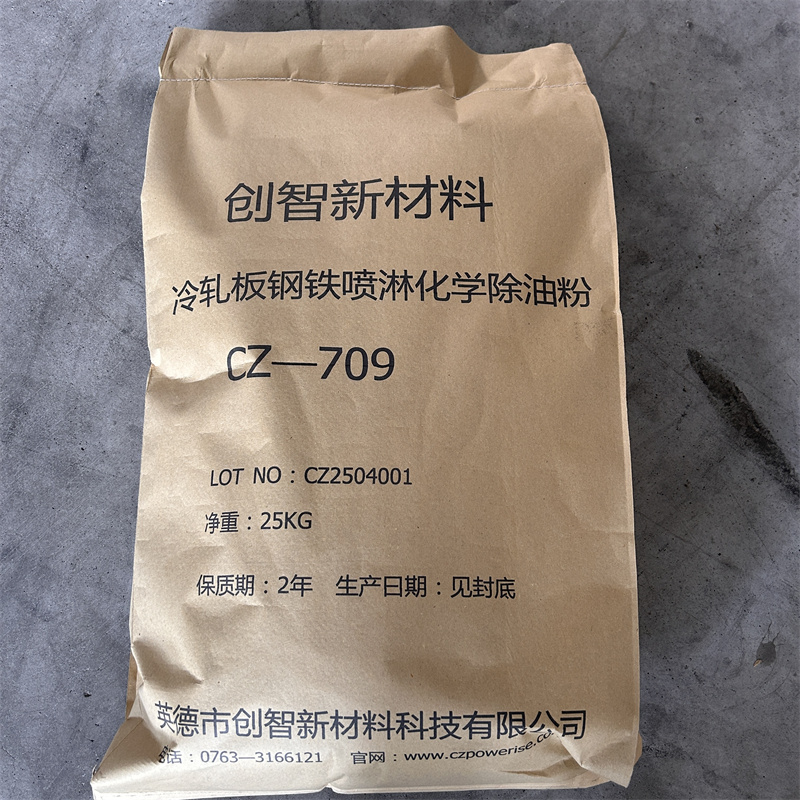 创智新材料
冷轧板钢铁喷淋化学除油粉
CZ—709
LOT NO：CZ2504001
净重：25KG
保质期：2年 生产日期：见封底
英德市创智新材料科技有限公司
话：0763—3166121 官网：www.czpowerise.co